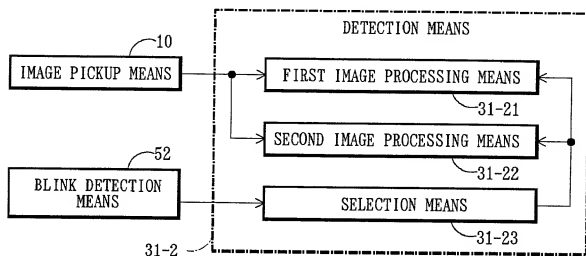 DETECTION MEANS
10
IMAGE PICKUP MEANS
FIRST IMAGE PROCESSING MEANS
31-21
SECOND IMAGE PROCESSING MEANS
52
31-22
BLINK DETECTION
MEANS
SELECTION MEANS
31-23
31-2